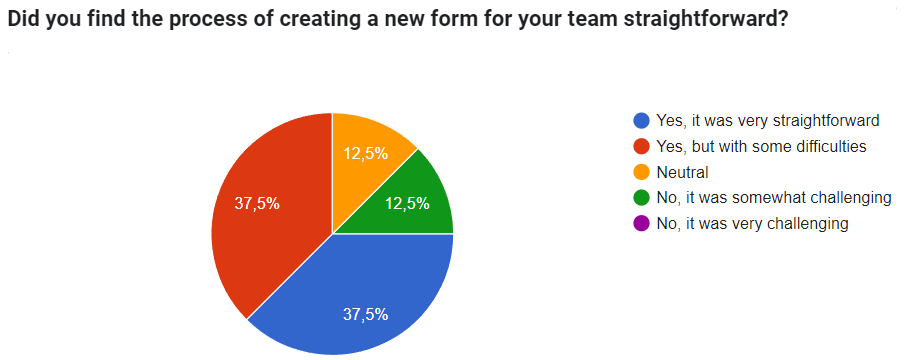 Did you find the process of creating a new form for your team straightforward?
12,5%
37,5%
12,5%
37,5%
Yes, it was very straightforward
Yes, but with some difficulties
Neutral
No, it was somewhat challenging
No, it was very challenging